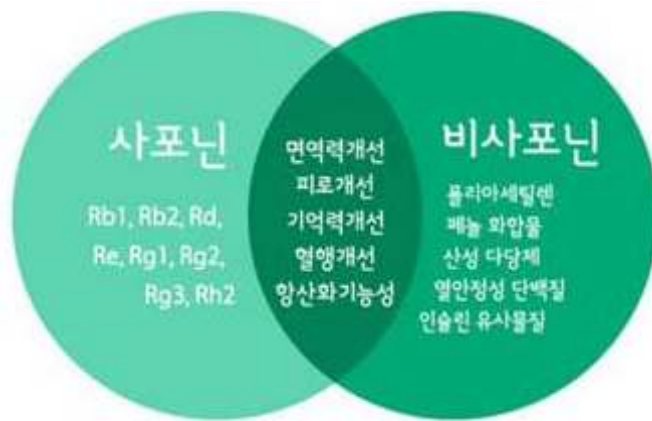 사포닌
Rb1, Rb2, Rd,
Re, Rg1, Rg2,
Rg3, Rh2
면역력개선
피로개선
기억력개선
혈행개선
항산화기능성
비사포닌
폴리아세틸렌
페놀 화합물
산성 다당체
열안정성 단백질
인슐린 유사물질